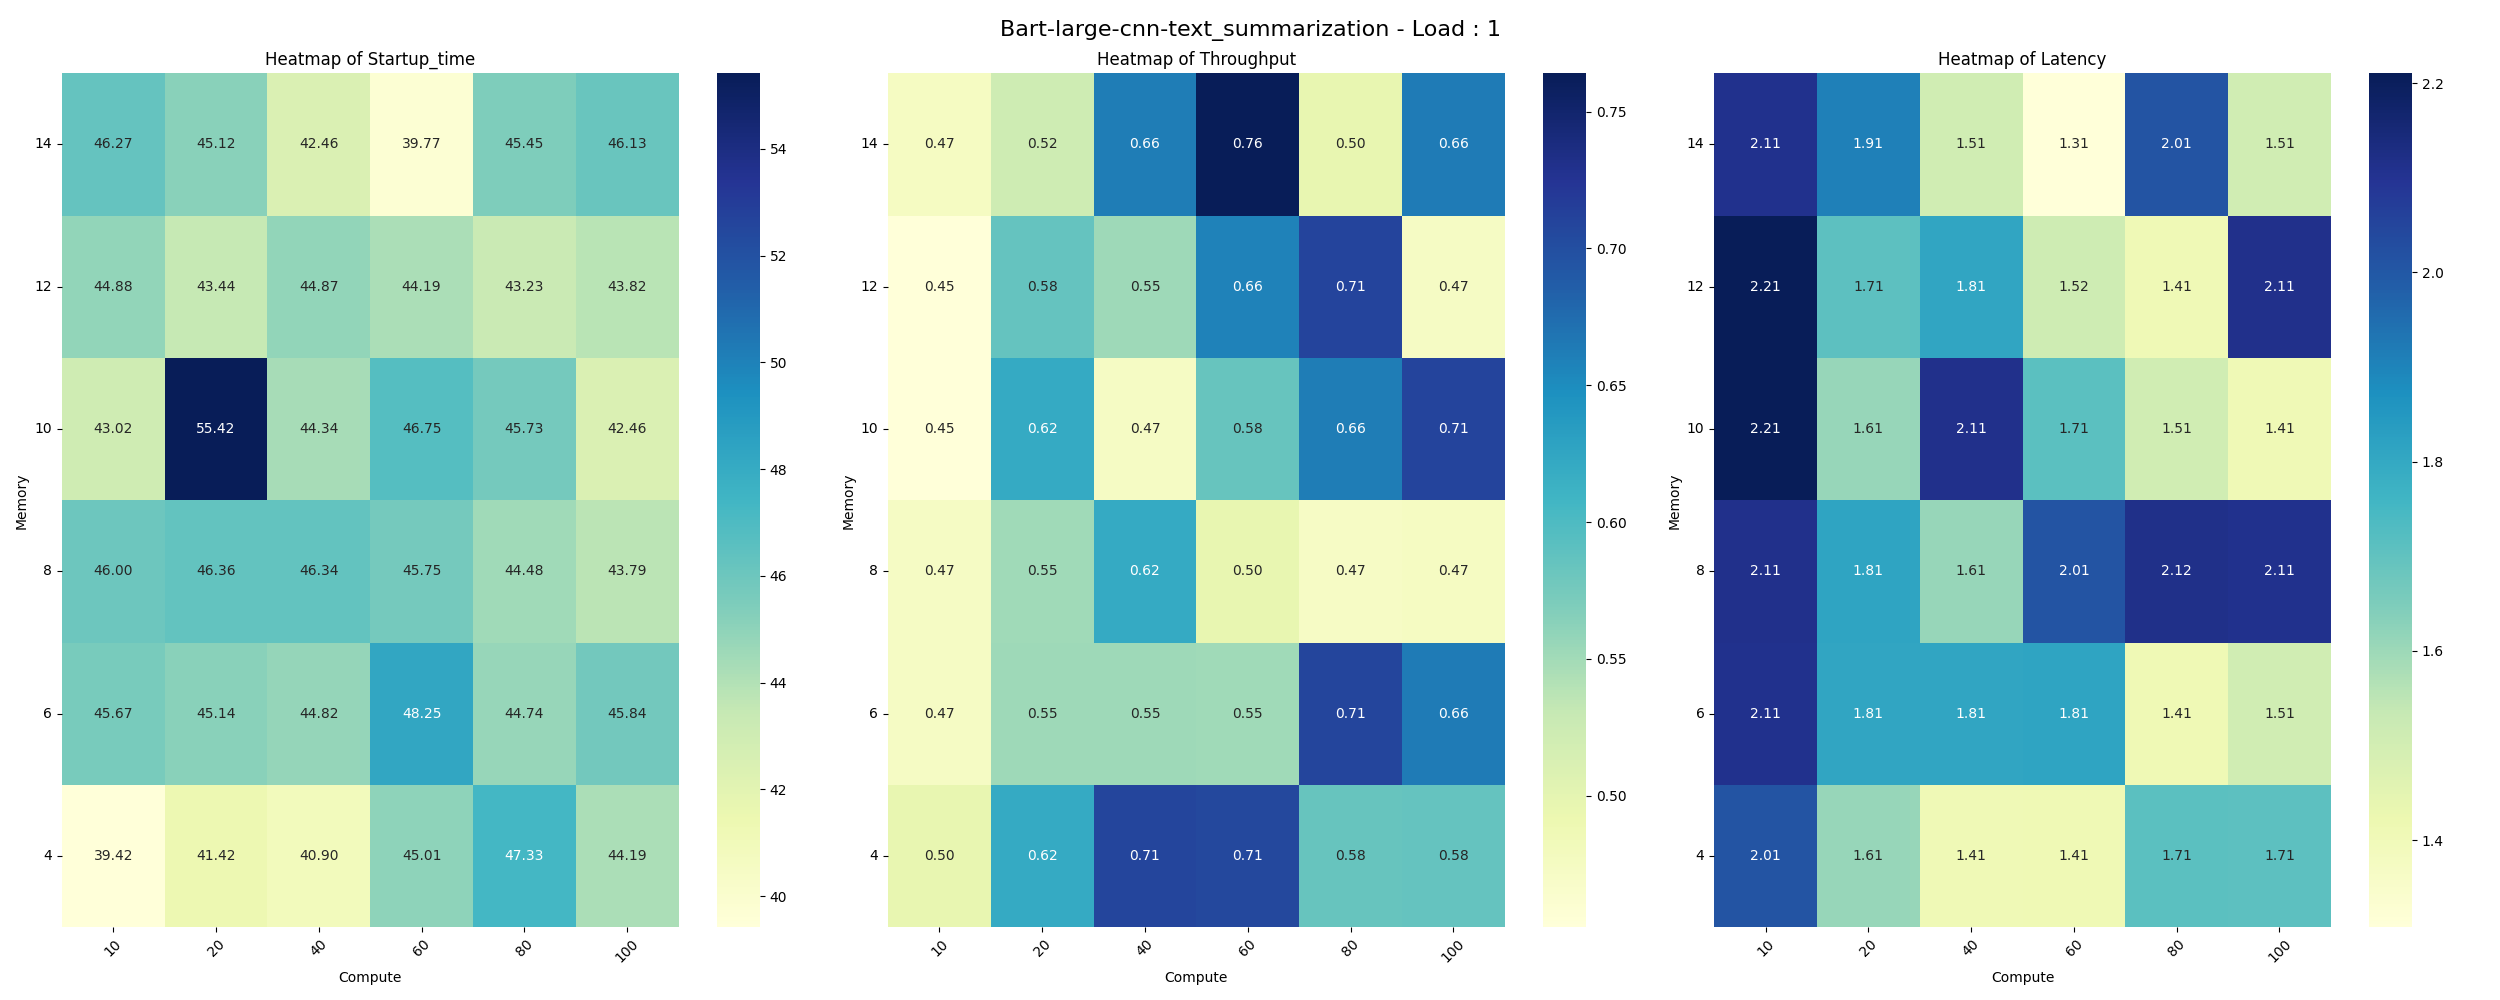 Bart-large-cnn-text_summarization - Load : 1
Heatmap of Startup_time
14 46.27 45.12 42.46 39.77 45.45 46.13
12 44.88 43.44 44.87 44.19 43.23 43.82
10 43.02 55.42 44.34 46.75 45.73 42.46
8 46.00 46.36 46.34 45.75 44.48 43.79
6 45.67 45.14 44.82 48.25 44.74 45.84
4 39.42 41.42 40.90 45.01 47.33 44.19
10 20 40 60 80 100
Compute
Memory
54
52
50
48
46
44
42
40
Heatmap of Throughput
14 0.47 0.52 0.66 0.76 0.50 0.66
12 0.45 0.58 0.55 0.66 0.71 0.47
10 0.45 0.62 0.47 0.58 0.66 0.71
8 0.47 0.55 0.62 0.50 0.47 0.47
6 0.47 0.55 0.55 0.55 0.71 0.66
4 0.50 0.62 0.71 0.71 0.58 0.58
10 20 40 60 80 100
Compute
Memory
0.75
0.70
0.65
0.60
0.55
0.50
Heatmap of Latency
14 2.11 1.91 1.51 1.31 2.01 1.51
12 2.21 1.71 1.81 1.52 1.41 2.11
10 2.21 1.61 2.11 1.71 1.51 1.41
8 2.11 1.81 1.61 2.01 2.12 2.11
6 2.11 1.81 1.81 1.81 1.41 1.51
4 2.01 1.61 1.41 1.41 1.71 1.71
10 20 40 60 80 100
Compute
Memory
2.2
2.0
1.8
1.6
1.4